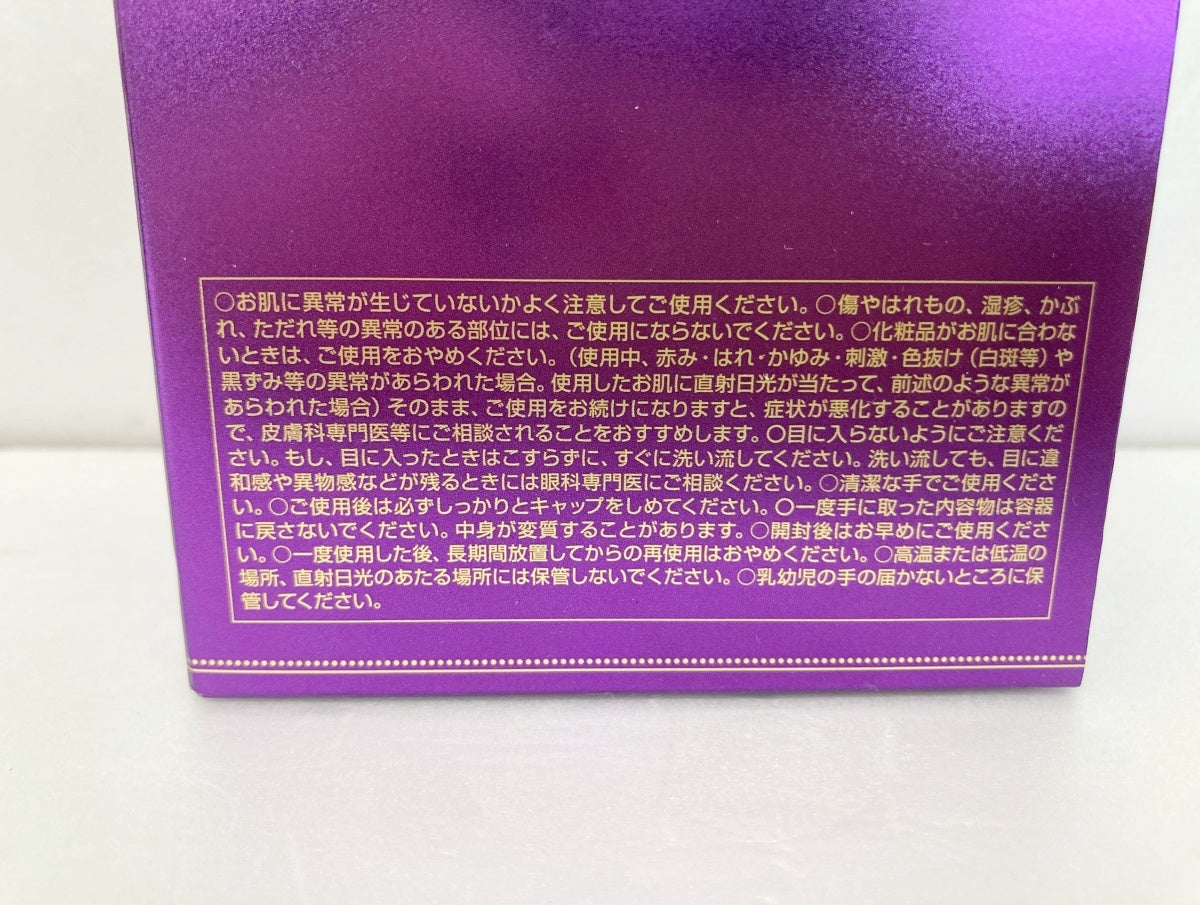 ○お肌に異常が生じていないかよく注意してご使用ください。○傷やはれもの、湿疹、かぶ
れ、ただれ等の異常のある部位には、ご使用にならないでください。○化粧品がお肌に合わな
いときは、ご使用をおやめください。（使用中、赤み・はれ・かゆみ・刺激・色抜け（白斑等）や
黒ずみ等の異常があらわれた場合。使用したお肌に直射日光が当たって、前述のような異常が
あらわれた場合）そのまま、ご使用をお続けになりますと、症状が悪化することがありますの
で、皮膚科専門医等にご相談されることをおすすめします。○目に入らないようにご注意くだ
さい。もし、目に入ったときはこすらずに、すぐに洗い流してください。洗い流しても、目に違
和感や異物感などが残るときには眼科専門医にご相談ください。○清潔な手でご使用くださ
い。○ご使用後は必ずしっかりとキャップをしめてください。○一度手に取った内容物は容器
に戻さないでください。中身が変質することがあります。○開封後はお早めにご使用くださ
い。○一度使用した後、長期間放置してからの再使用はおやめください。○高温または低温の
場所、直射日光のあたる場所には保管しないでください。○乳幼児の手の届かないところに保
管してください。